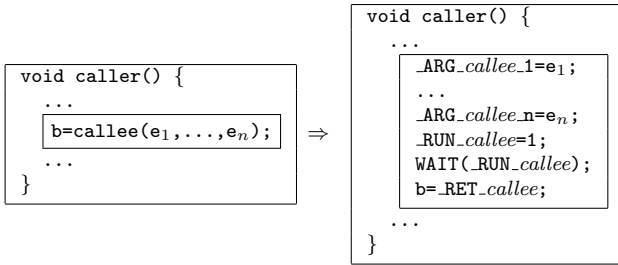 void caller() {
...
b=callee(e₁,...,eₙ);
...
}
⇒
void caller() {
...
_ARG_callee_1=e₁;
...
_ARG_callee_n=eₙ;
_RUN_callee=1;
WAIT(_RUN_callee);
b=_RET_callee;
...
}